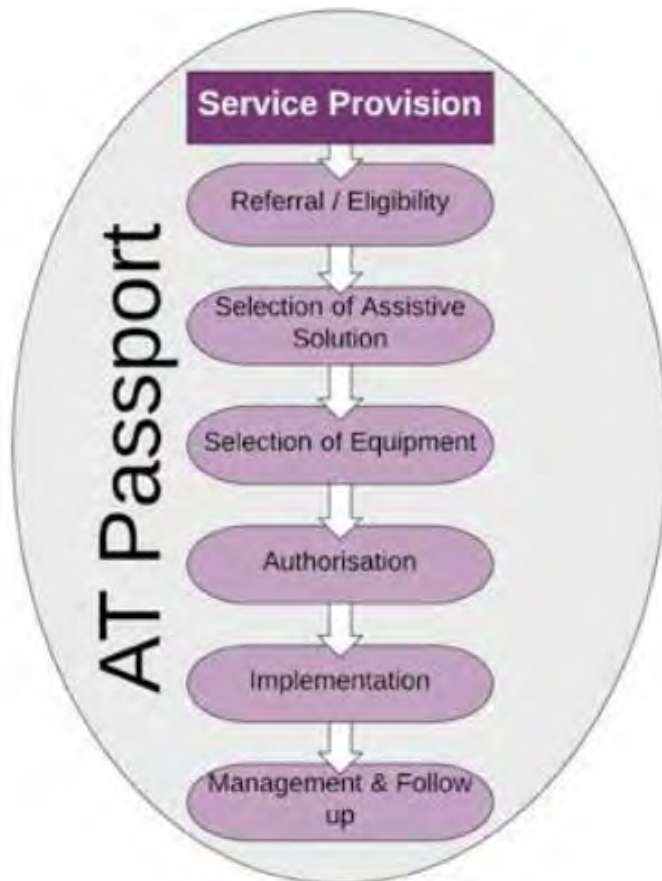 AT Passport
Service Provision
Referral / Eligibility
Selection of Assistive
Solution
Selection of Equipment
Authorisation
Implementation
Management & Follow
up